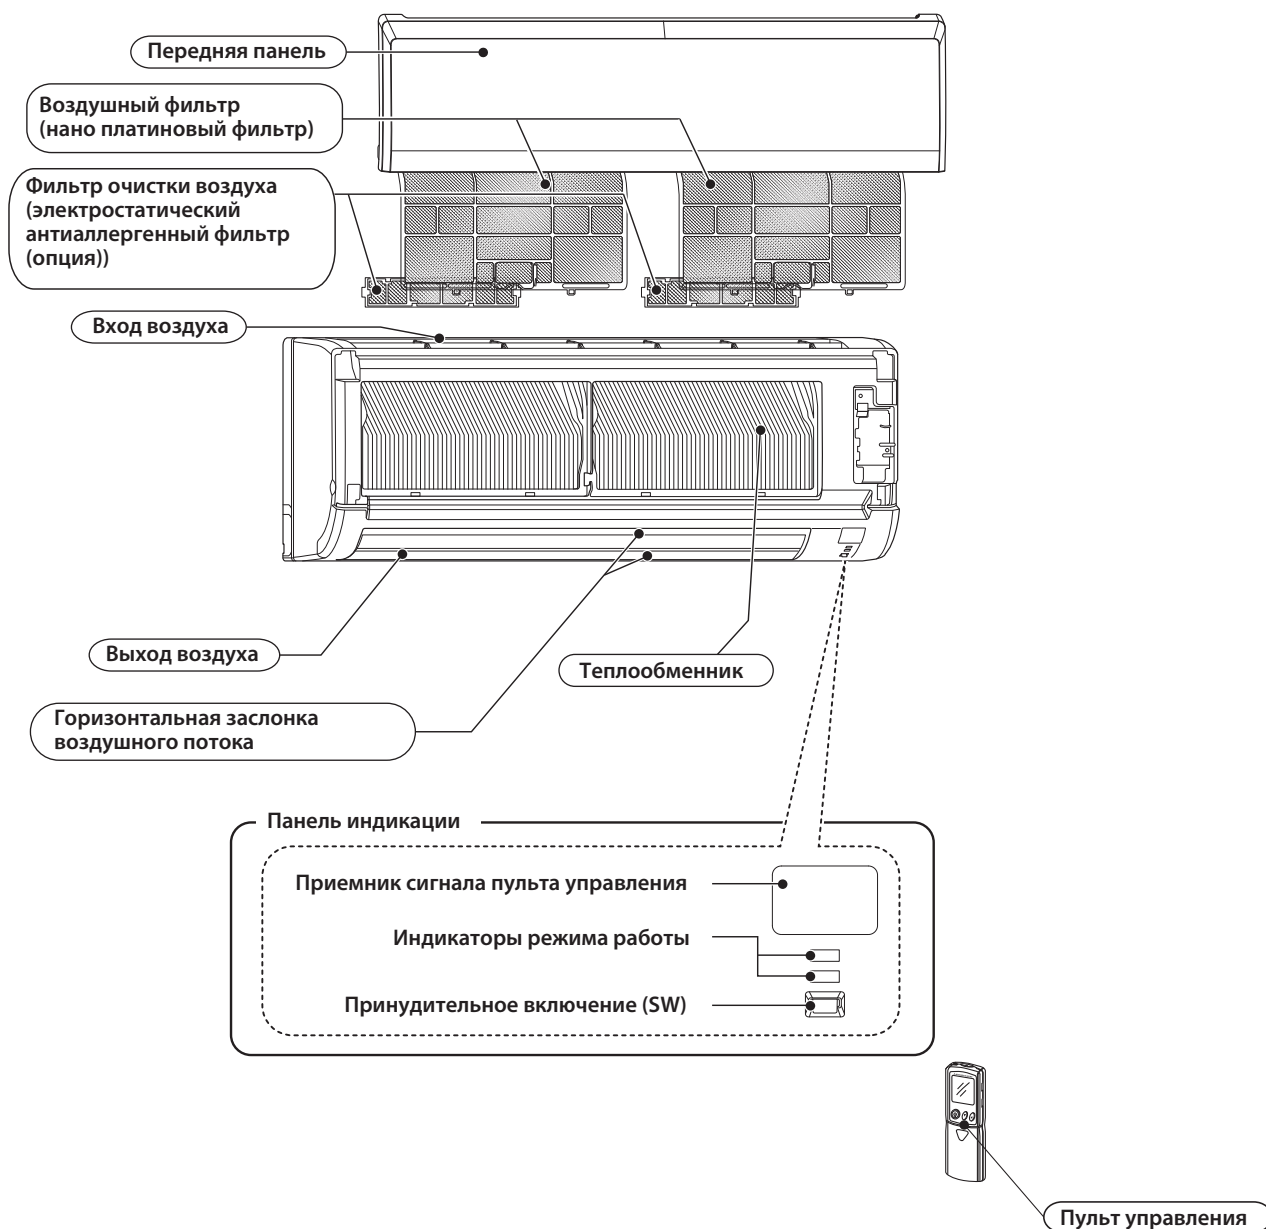 Передняя панель
Воздушный фильтр
(нано платиновый фильтр)
Фильтр очистки воздуха
(электростатический
антиаллергенный фильтр
(опция))
Вход воздуха
Выход воздуха
Теплообменник
Горизонтальная заслонка
воздушного потока
Панель индикации
Приемник сигнала пульта управления
Индикаторы режима работы
Принудительное включение (SW)
Пульт управления